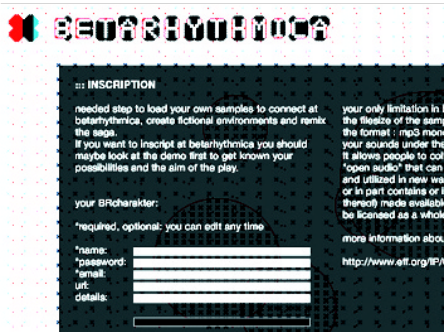 BETARHYTHMICA
::: INSCRIPTION
needed step to load your own samples to connect at
betarhythmica, create fictional environments and remix
the saga.
If you want to inscript at betarhythmica you should
maybe look at the demo first to get known your
possibilities and the aim of the play.
your BRcharakter:
*required, optional: you can edit any time
*name:
*password:
*email:
url:
details:
your only limitation in
the filesize of the
the format : mp3 mono
your sounds under the
It allows people to
"open audio" that can
and utilized in new
or in part contains or
thereof) made available
be licensed as a whole
more information
http://www.eff.org/IP/